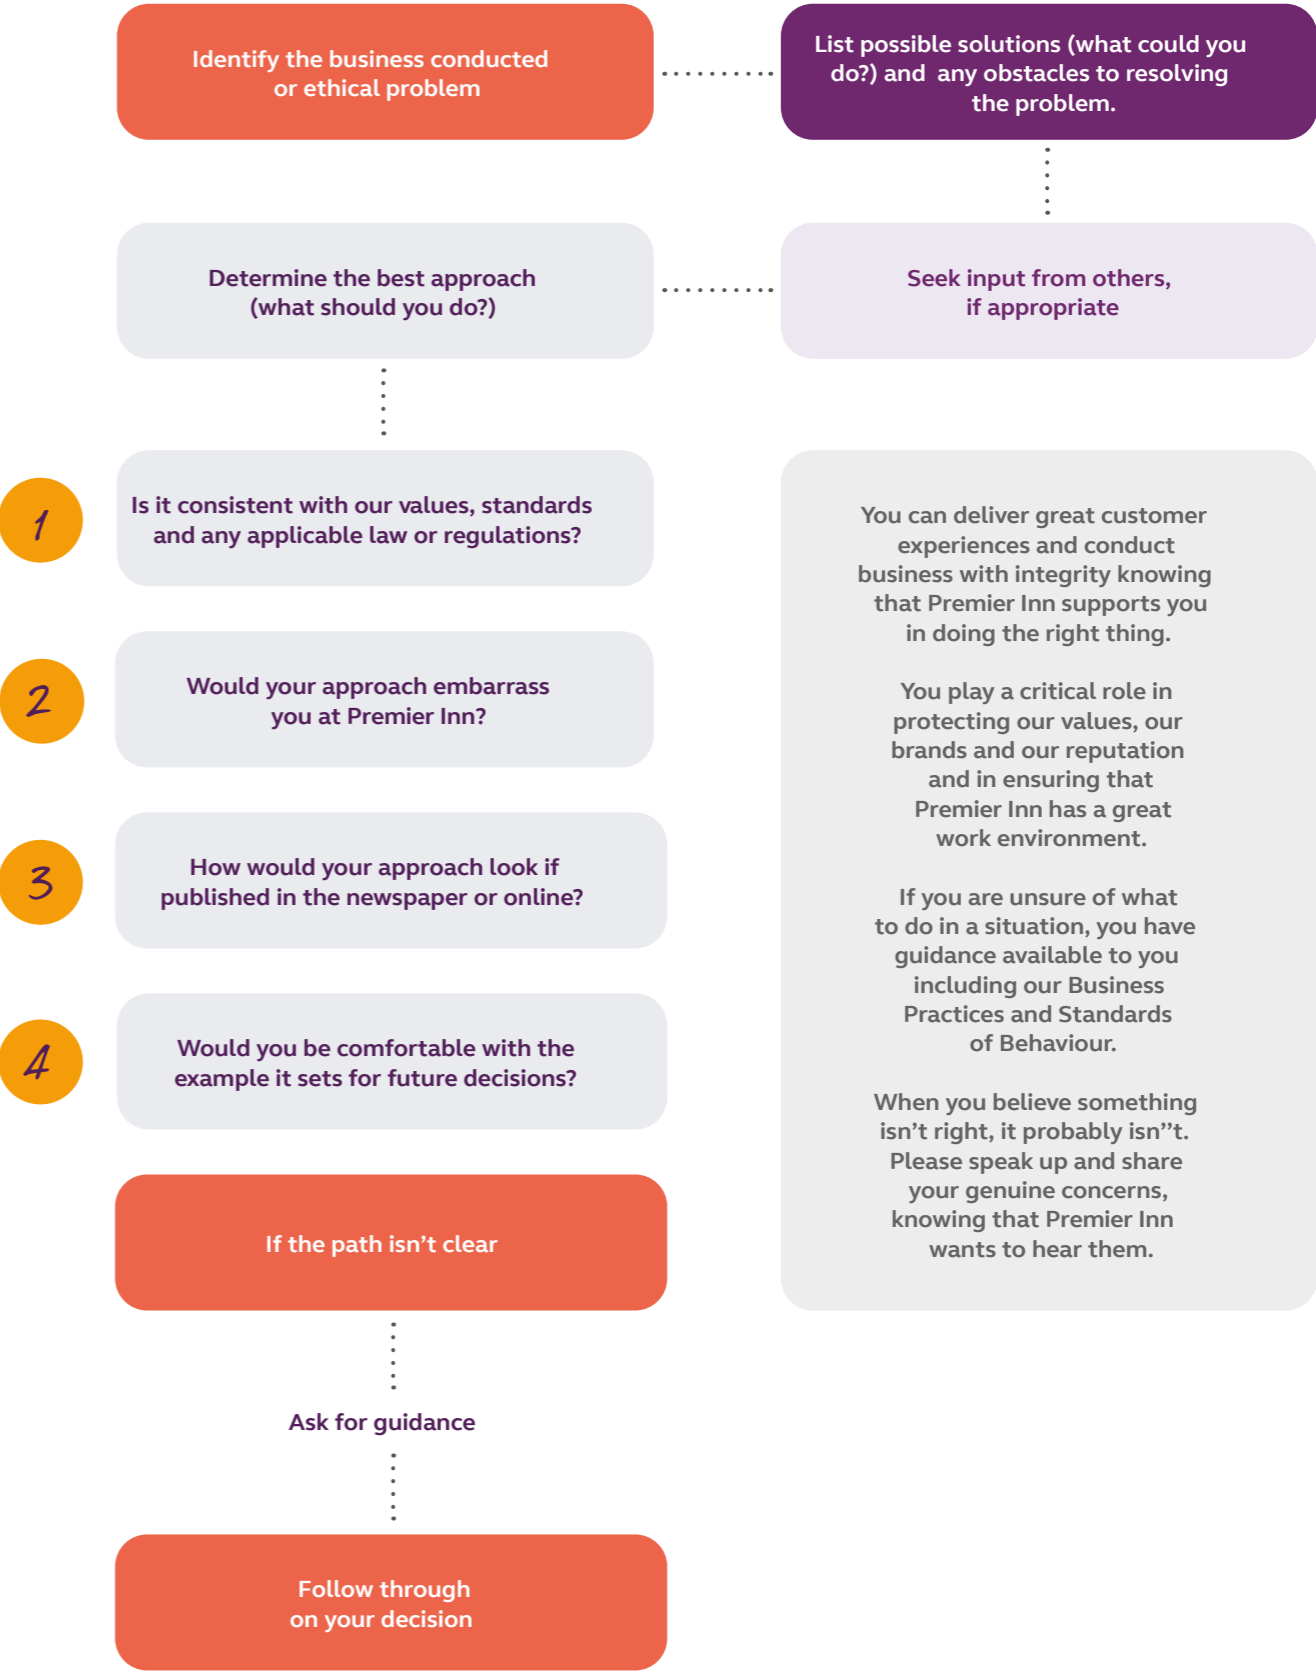 Identify the business conducted
or ethical problem
List possible solutions (what could you
do?) and  any obstacles to resolving
the problem.
Determine the best approach
(what should you do?)
Seek input from others,
if appropriate
1
Is it consistent with our values, standards
and any applicable law or regulations?
2
Would your approach embarrass
you at Premier Inn?
3
How would your approach look if
published in the newspaper or online?
4
Would you be comfortable with the
example it sets for future decisions?
If the path isn’t clear
Ask for guidance
Follow through
on your decision
You can deliver great customer
experiences and conduct
business with integrity knowing
that Premier Inn supports you
in doing the right thing.
You play a critical role in
protecting our values, our
brands and our reputation
and in ensuring that
Premier Inn has a great
work environment.
If you are unsure of what
to do in a situation, you have
guidance available to you
including our Business
Practices and Standards
of Behaviour.
When you believe something
isn’t right, it probably isn’’t.
Please speak up and share
your genuine concerns,
knowing that Premier Inn
wants to hear them.